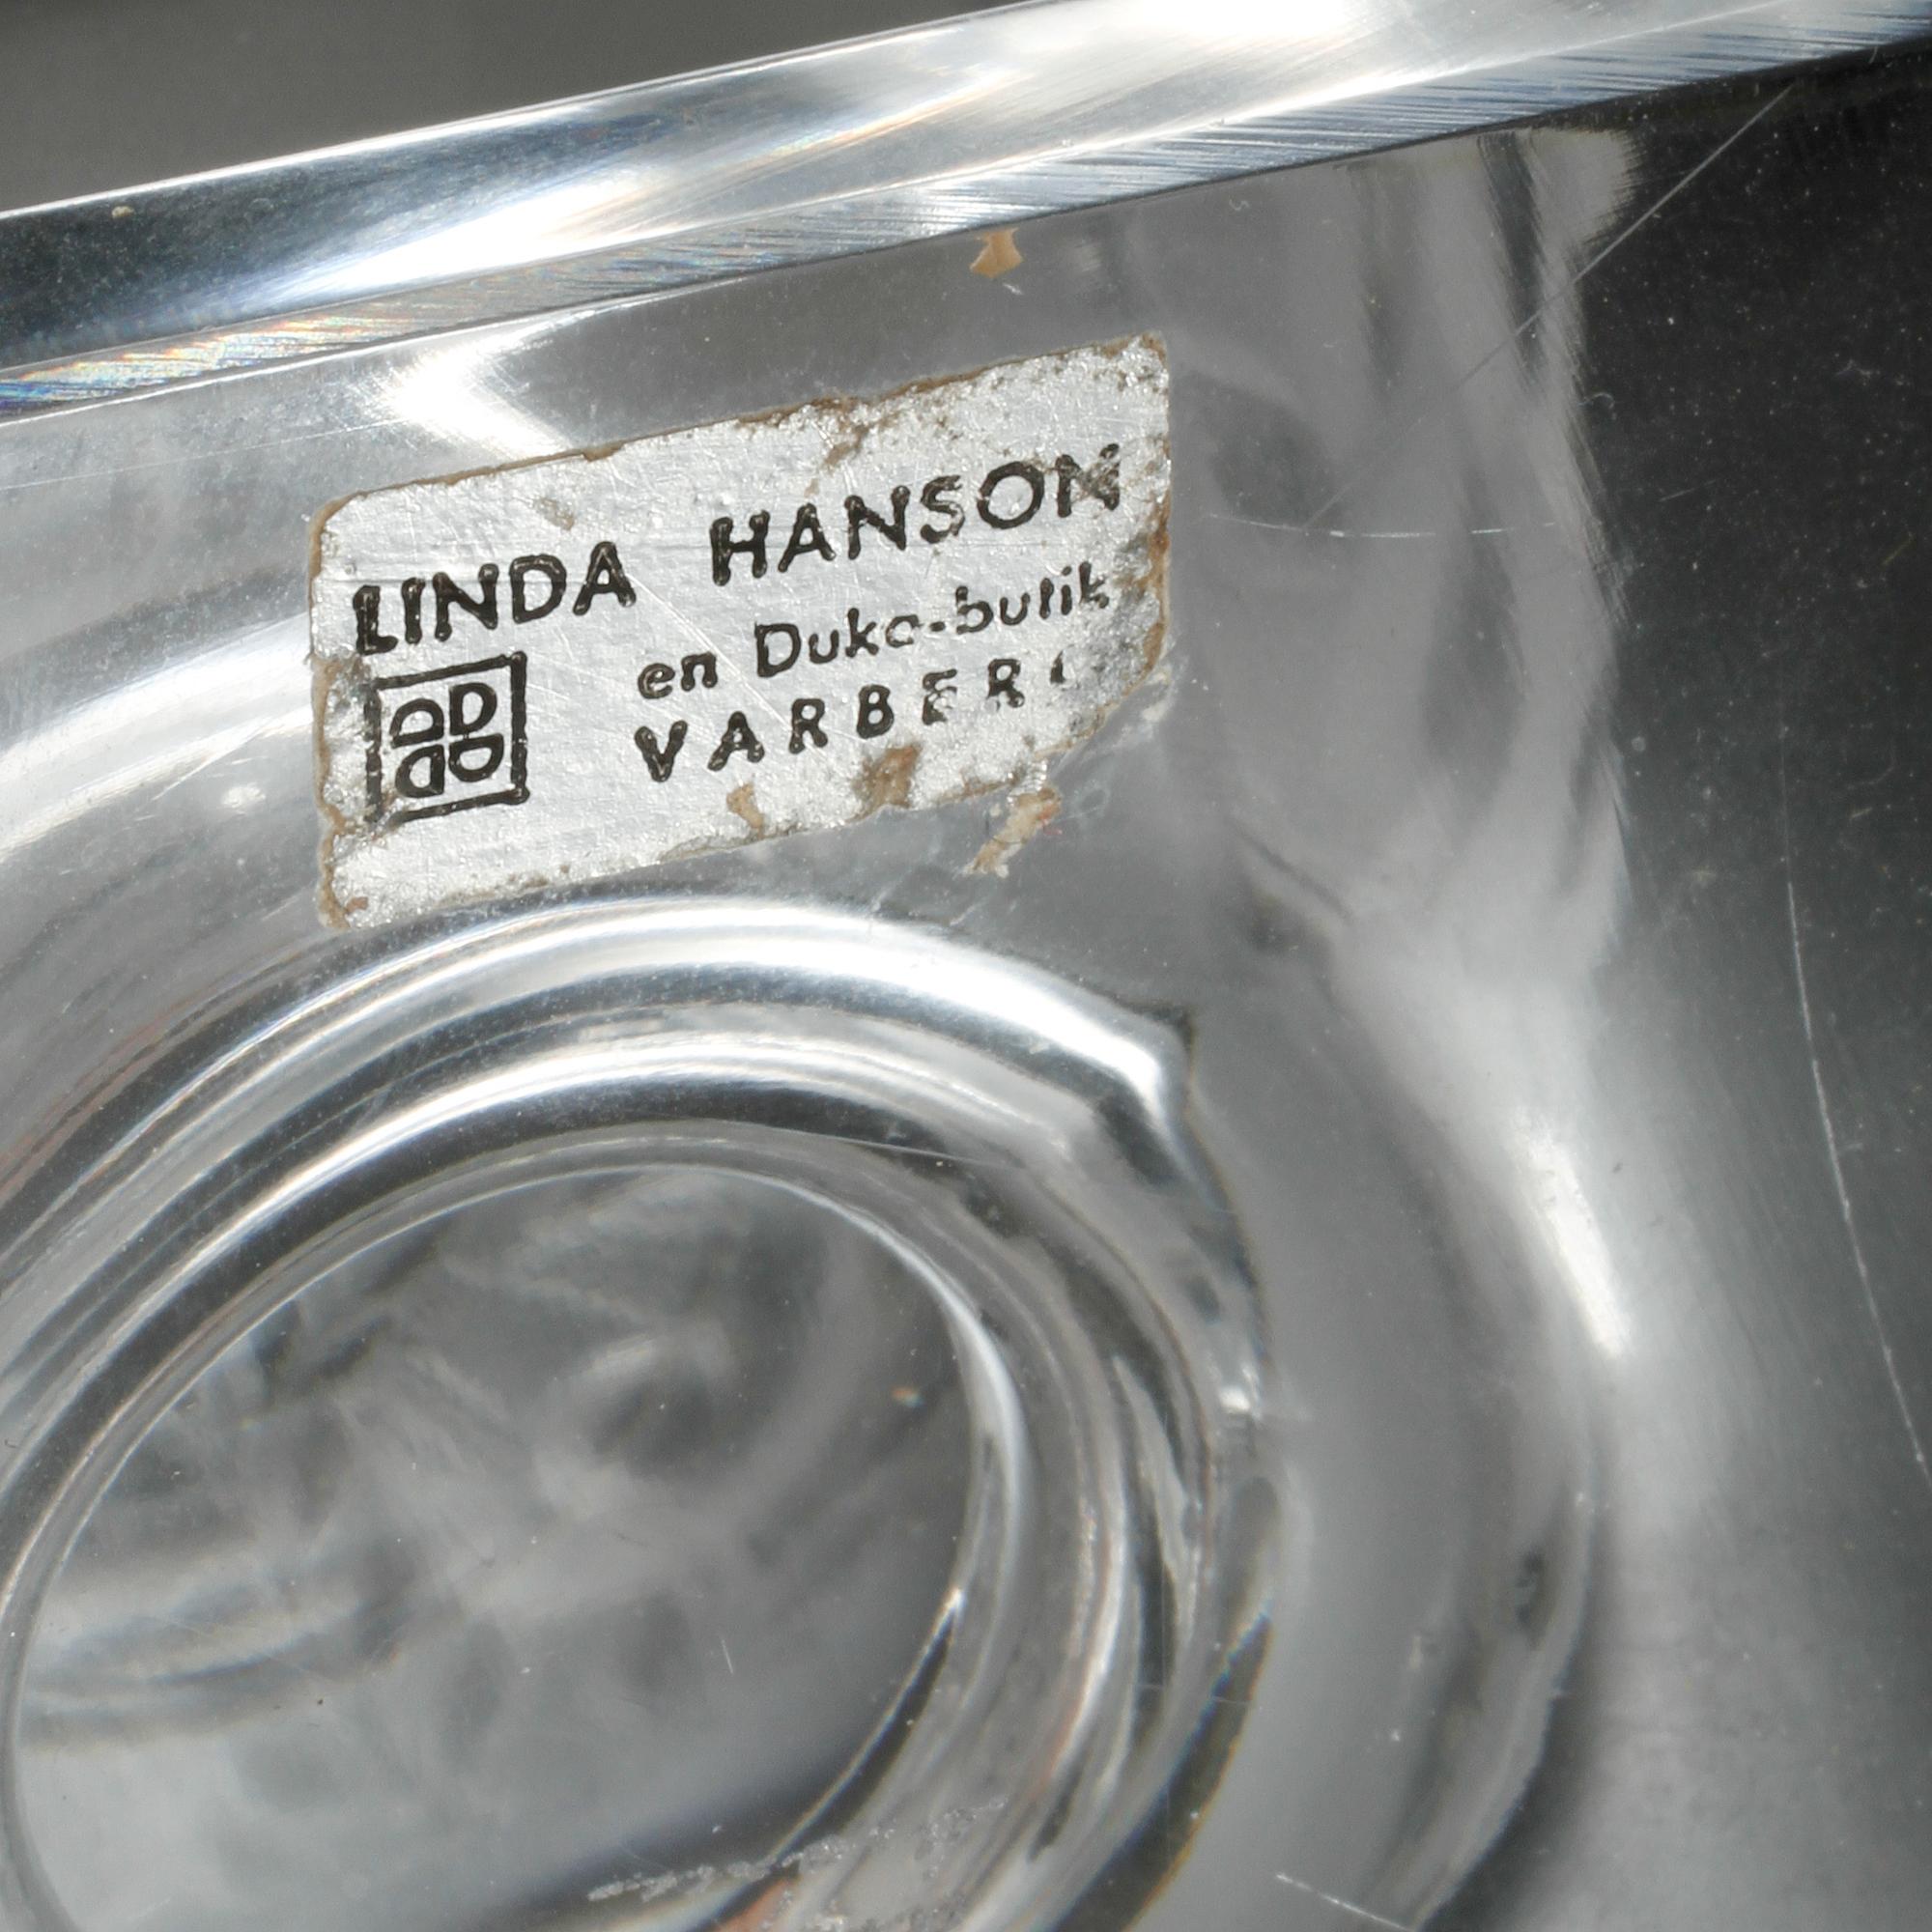 LINDA HANSON
en Duka-butik
VARBERG